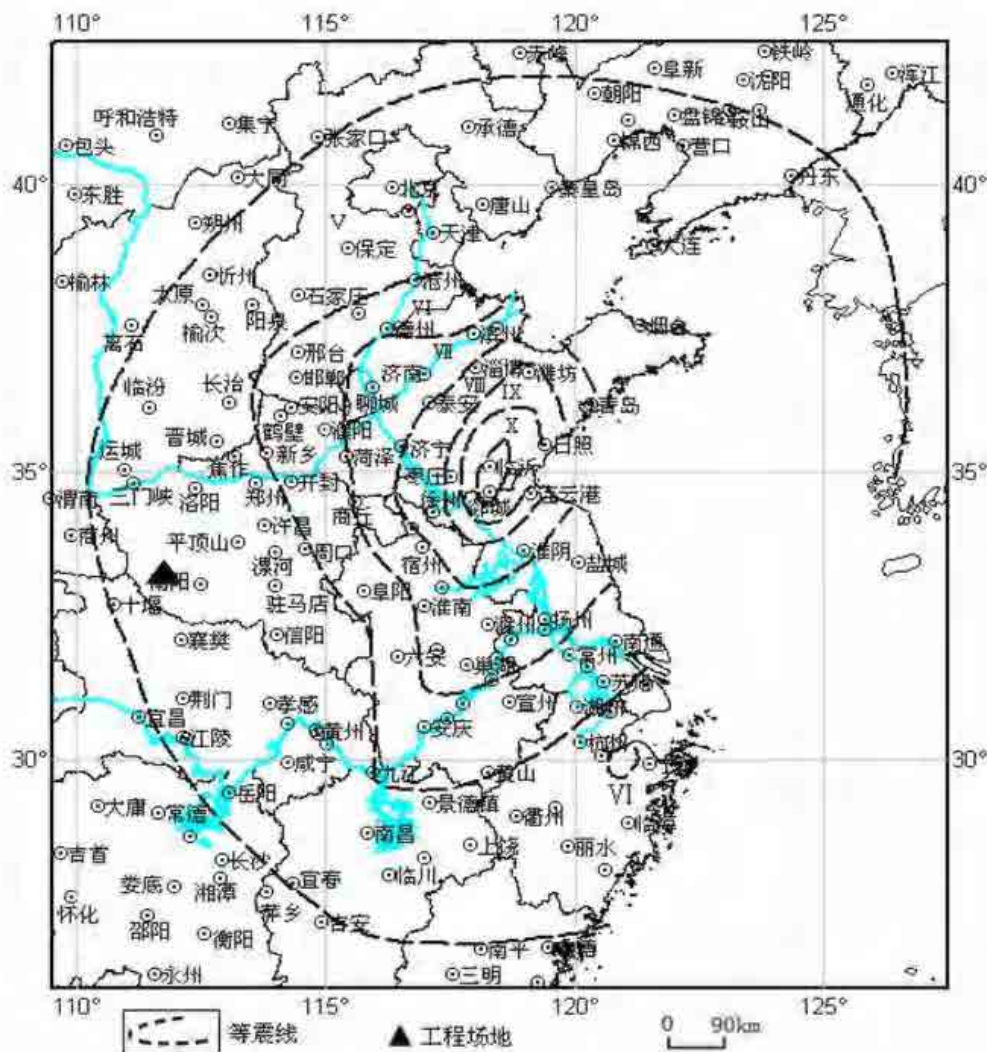 110° 115° 120° 125°
赤峰 铁岭
阜新 沈阳 浑江
朝阳 通化
呼和浩特 集宁 张家口 承德 盘锦 鞍山
包头 锦西 营口
40° 东胜 大同 北京 秦皇岛 丹东 40°
唐山
朔州 V 天津 大连
保定
榆林 忻州 沧州
太原 石家庄 VI
榆次 阳泉 德州 滨州 烟台
离石 VII
邢台 淄博
临汾 长治 邯郸 济南 VIII IX 潍坊
安阳 聊城 泰安 青岛
鹤壁 濮阳 X
运城 晋城 新乡 菏泽 济宁 日照
35° 焦作 枣庄 临沂 35°
渭南 三门峡 洛阳 郑州 开封 徐州 郯城 连云港
商州 许昌 商丘
平顶山 周口 宿州 淮阴
南阳 漯河 盐城
十堰 驻马店 阜阳 淮南
襄樊 信阳 滁州 扬州 南通
六安 巢湖 常州 苏州
荆门 孝感 宣州 湖州
宜昌 黄州 安庆
江陵 杭州
30° 咸宁 九江 黄山 30°
岳阳 VI
大庸 常德 景德镇 衢州 临海
南昌
吉首 长沙 上饶 丽水
娄底 湘潭 宜春 临川
怀化 萍乡 吉安
邵阳 衡阳 南平
永州 三明
110° 115° 120° 125°
等震线 工程场地 0 90km